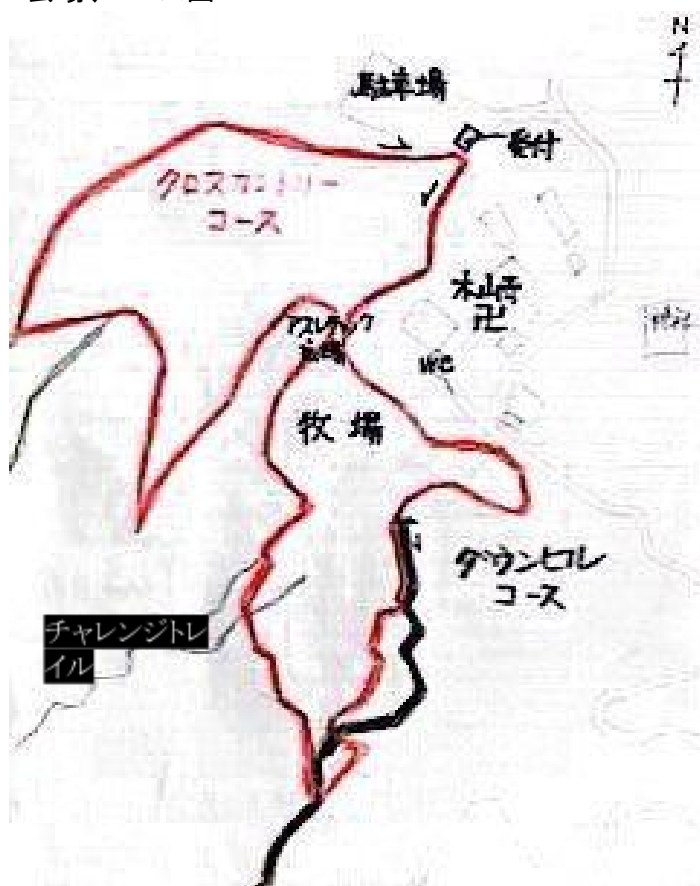 N
駐車場
受付
クロスカントリー
コース
木山寺
卍
アスレチック
広場
WC
牧場
ダウンヒル
コース
チャレンジトレ
イル